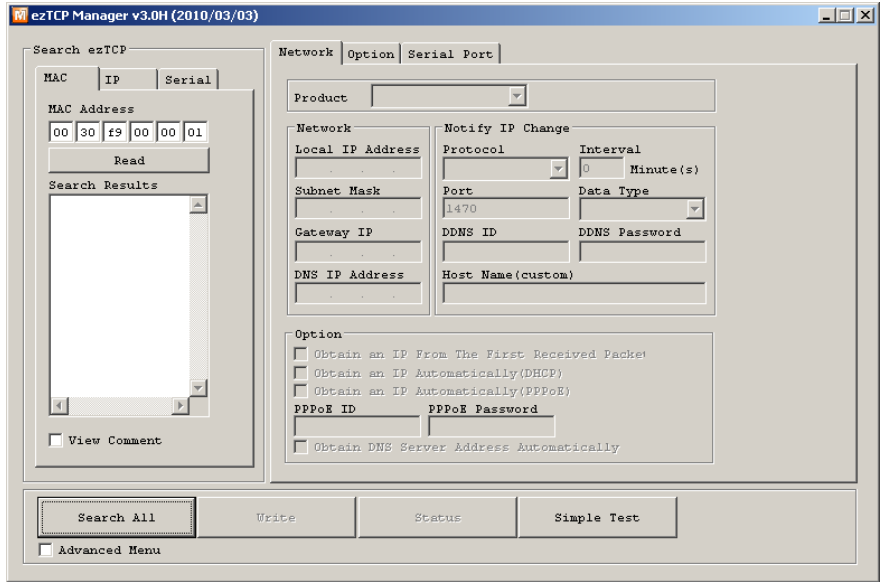 ezTCP Manager v3.0H (2010/03/03)
Search ezTCP
MAC IP Serial
MAC Address
00 30 f9 00 00 01
Read
Search Results
View Comment
Network Option Serial Port
Product
Network
Local IP Address
. . .
Subnet Mask
. . .
Gateway IP
. . .
DNS IP Address
. . .
Notify IP Change
Protocol Interval
0 Minute(s)
Port Data Type
1470
DDNS ID DDNS Password
Host Name(custom)
Option
Obtain an IP From The First Received Packet
Obtain an IP Automatically(DHCP)
Obtain an IP Automatically(PPPoE)
PPPoE ID PPPoE Password
Obtain DNS Server Address Automatically
Search All Write Status Simple Test
Advanced Menu